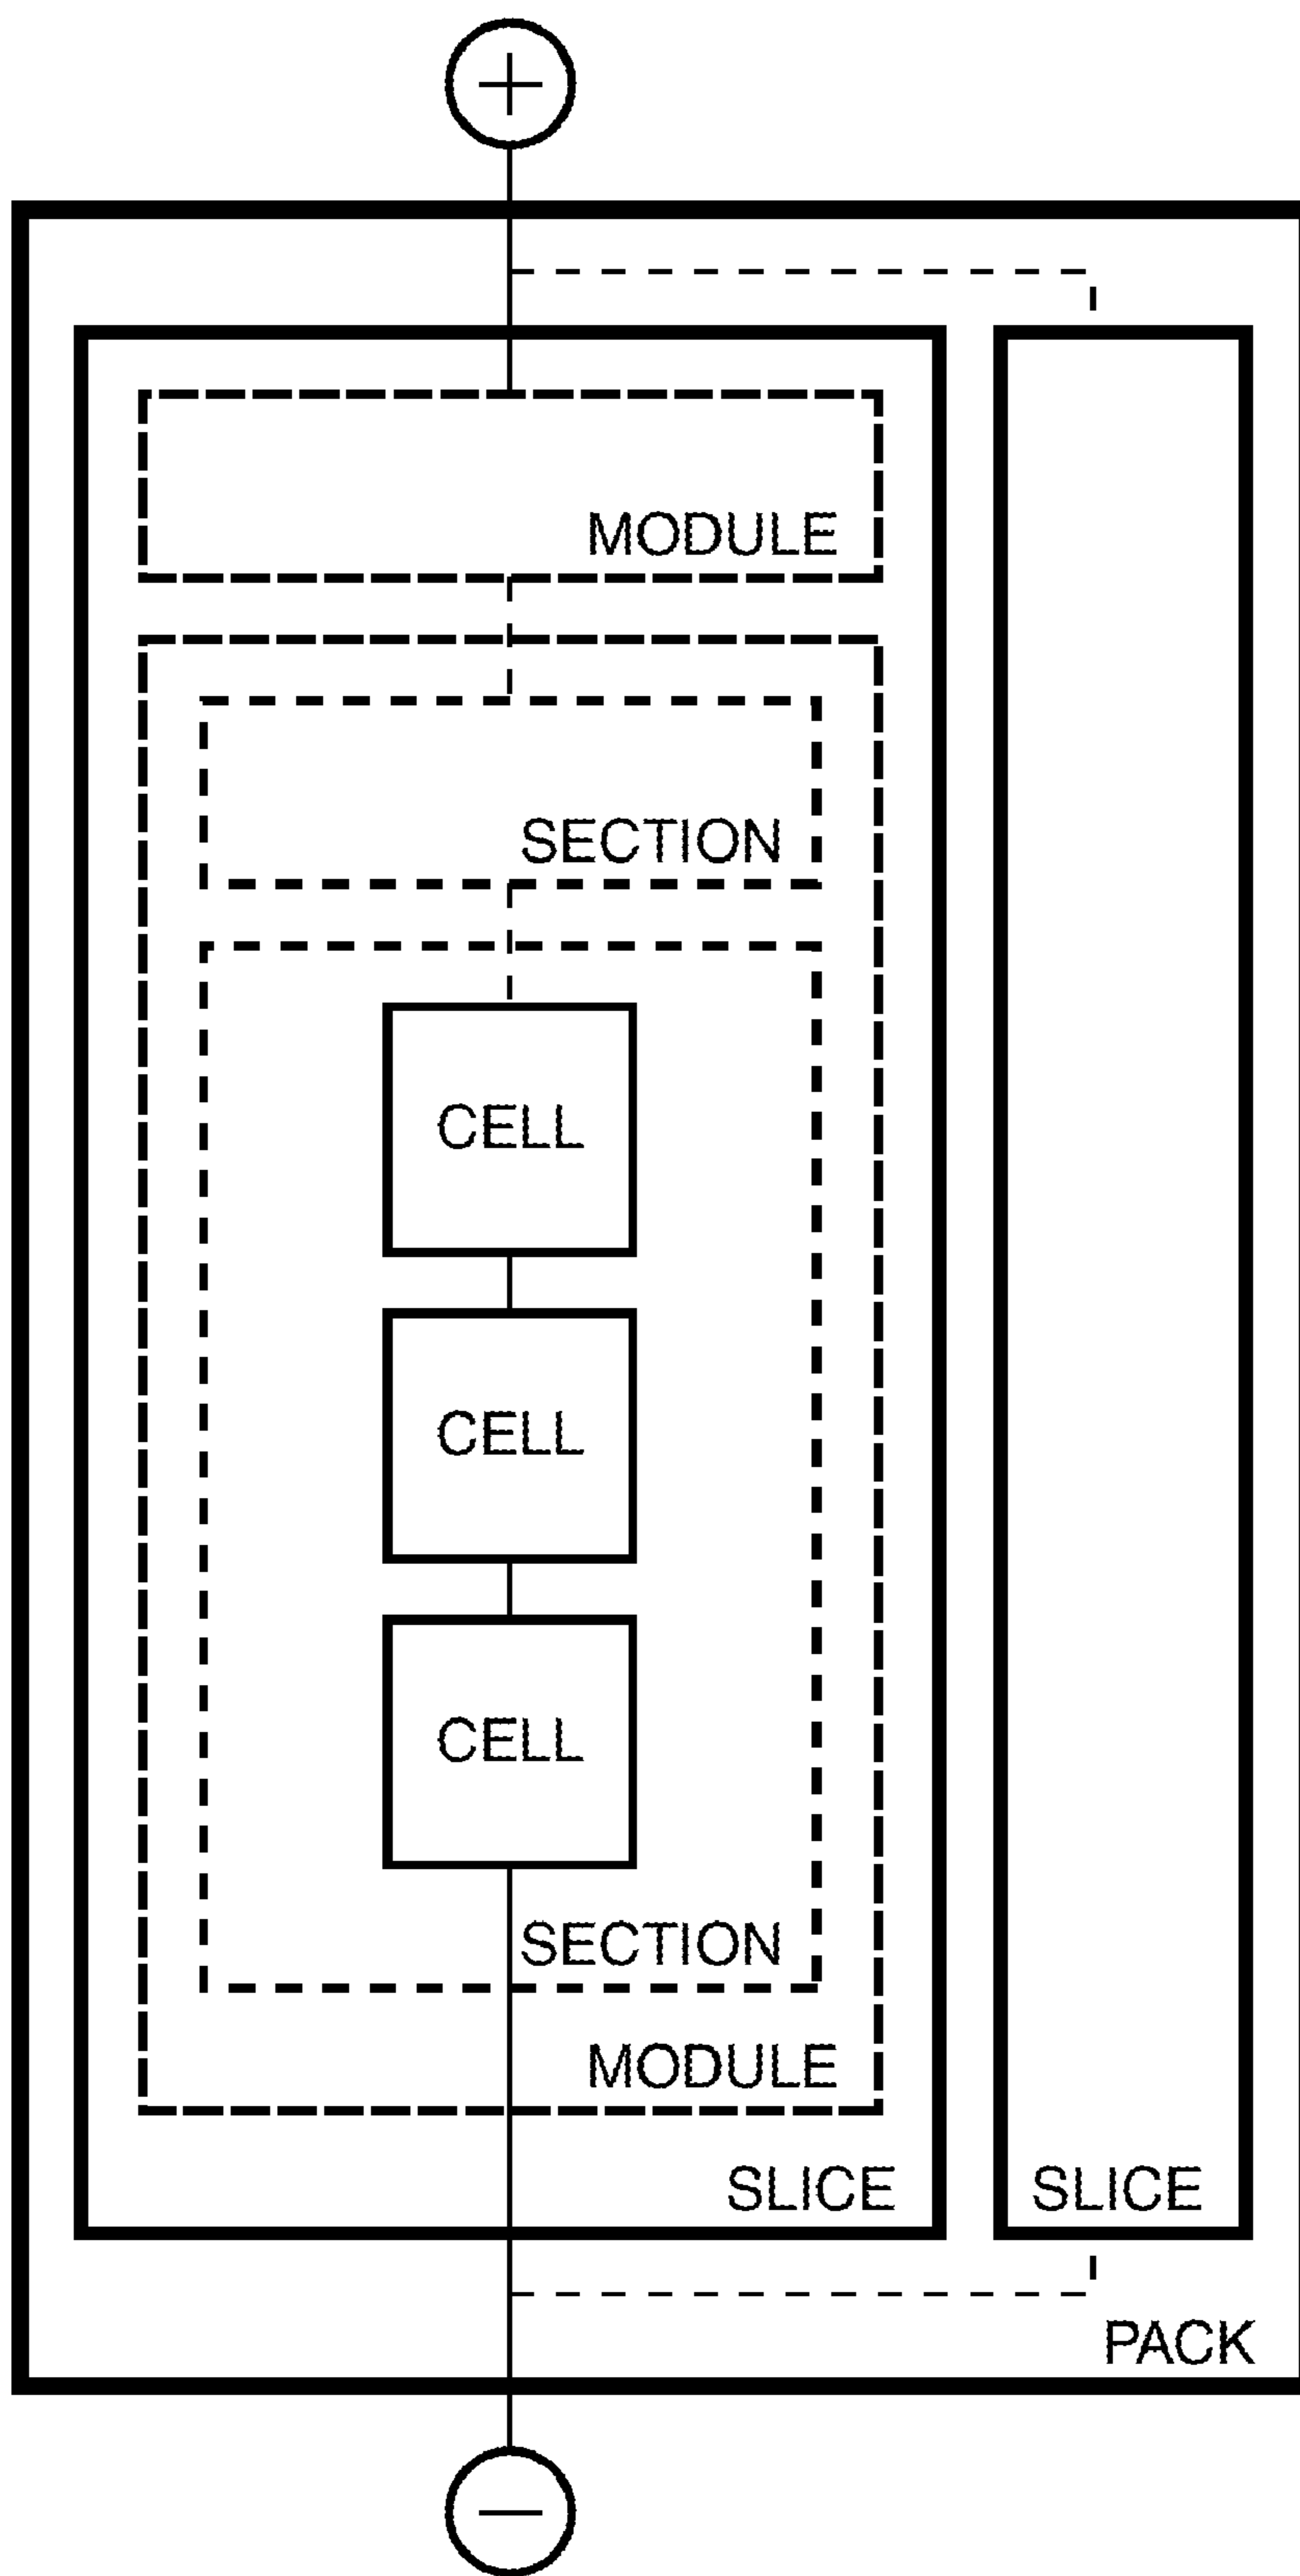 +
MODULE
SECTION
CELL
CELL
CELL
SECTION
MODULE
SLICE SLICE
PACK
−